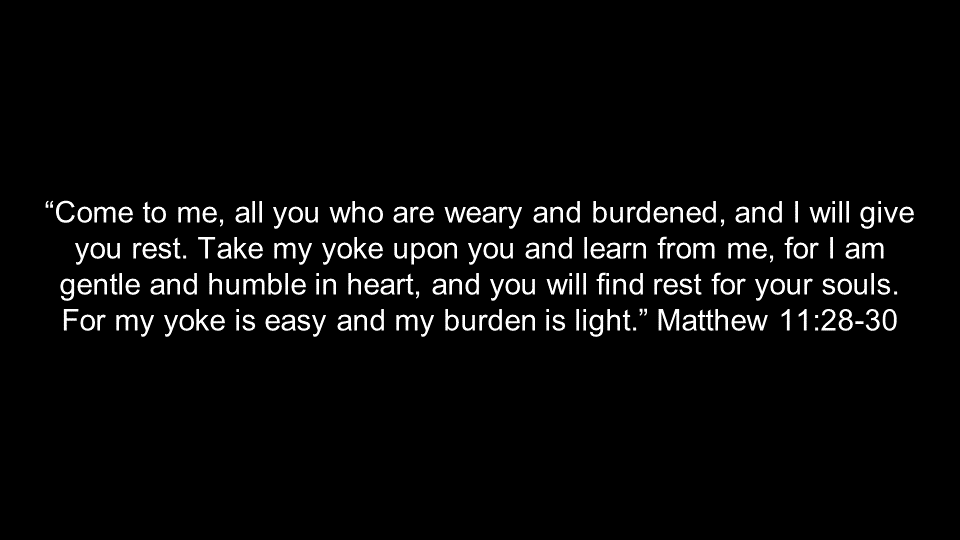 “Come to me, all you who are weary and burdened, and I will give
you rest. Take my yoke upon you and learn from me, for I am
gentle and humble in heart, and you will find rest for your souls.
For my yoke is easy and my burden is light.” Matthew 11:28-30